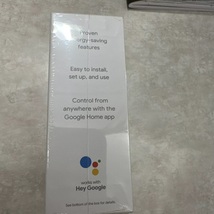 Proven
energy-saving
features
Easy to install,
set up, and use
Control from
anywhere with the
Google Home app
works with
Hey Google